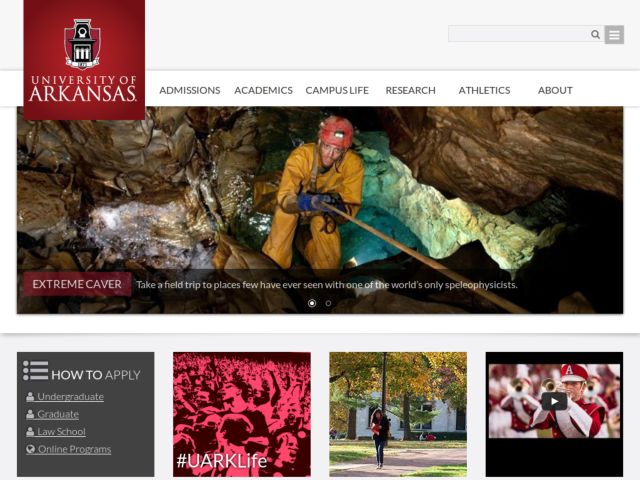 1871
UNIVERSITY OF
ARKANSAS.
ADMISSIONS ACADEMICS CAMPUS LIFE RESEARCH ATHLETICS ABOUT
EXTREME CAVER Take a field trip to places few have ever seen with one of the world's only speleophysicists.
HOW TO APPLY
Undergraduate
Graduate
Law School
Online Programs
#UARKLife
A